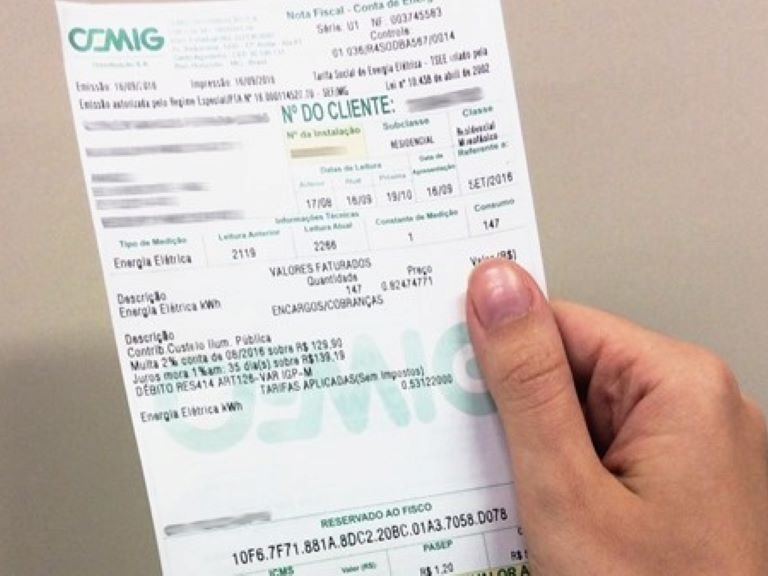 CEMIG
Nota Fiscal - Conta de Energ
Série. U1 NF. 003745583
Controle
01.036/R4SODBA567/0014
Emissão: 16/09/2016 Impressão: 16/09/2016
Tarifa Social de Energia Elétrica - TSEE criado pela
Lei nº 10.438 de abril de 2002
Emissão autorizada pelo Regime Especial/PTA Nº 16.000114527.10 - SEF/MG
Nº DO CLIENTE:
Nº da Instalação Subclasse Classe
RESIDENCIAL Residencial
Monofásico
Datas de Leitura Data de
Apresentação Referente a:
Anterior Atual Próxima
17/08 16/09 19/10 16/09 SET/2016
Informações Técnicas
Tipo de Medição Leitura Anterior Leitura Atual Constante de Medição Consumo
Energia Elétrica 2119 2266 1 147
VALORES FATURADOS
Descrição Quantidade Preço Valor (R$)
Energia Elétrica kWh 147 0.82474771
ENCARGOS/COBRANÇAS
Descrição
Contrib.Custeio Ilum. Pública
Multa 2% conta de 08/2016 sobre R$ 129,90
Juros mora 1%am: 35 dia(s) sobre R$139,19
DÉBITO RES414 ART126-VAR IGP-M
TARIFAS APLICADAS(Sem Impostos)
Energia Elétrica kWh 0.53122000
CEMIG
RESERVADO AO FISCO
10F6.7F71.881A.8DC2.20BC.01A3.7058.D078
ICMS PASEP
Valor (R$) R$ 1,20 R$
VALOR A